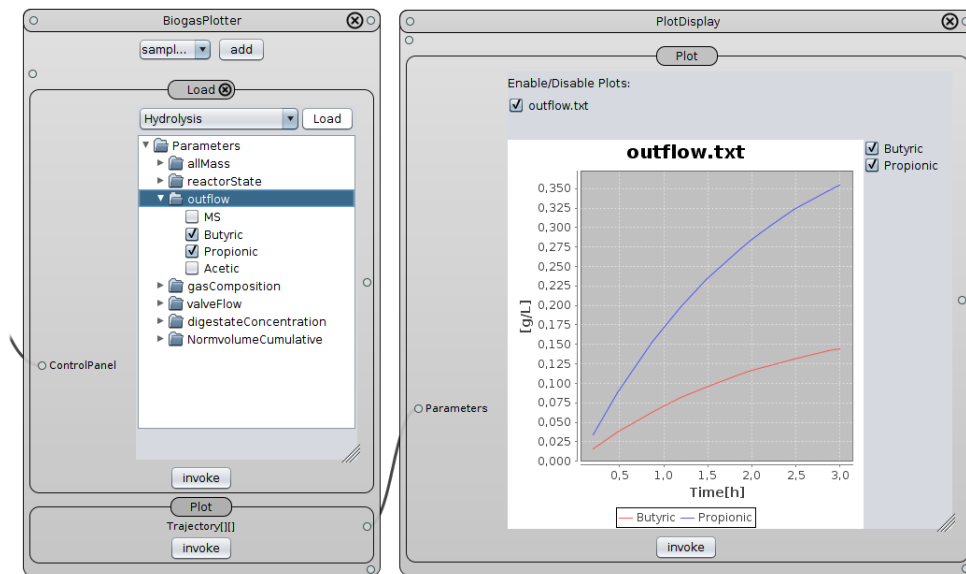 BiogasPlotter
sampl... add
Load
Hydrolysis Load
Parameters
allMass
reactorState
outflow
MS
Butyric
Propionic
Acetic
gasComposition
valveFlow
digestateConcentration
NormvolumeCumulative
ControlPanel
invoke
Plot
Trajectory[][]
invoke
PlotDisplay
Plot
Enable/Disable Plots:
outflow.txt
outflow.txt
Butyric
Propionic
0,350
0,325
0,300
0,275
0,250
0,225
0,200
0,175
0,150
0,125
0,100
0,075
0,050
0,025
0,000
[g/L]
0,5 1,0 1,5 2,0 2,5 3,0
Time[h]
Butyric Propionic
Parameters
invoke